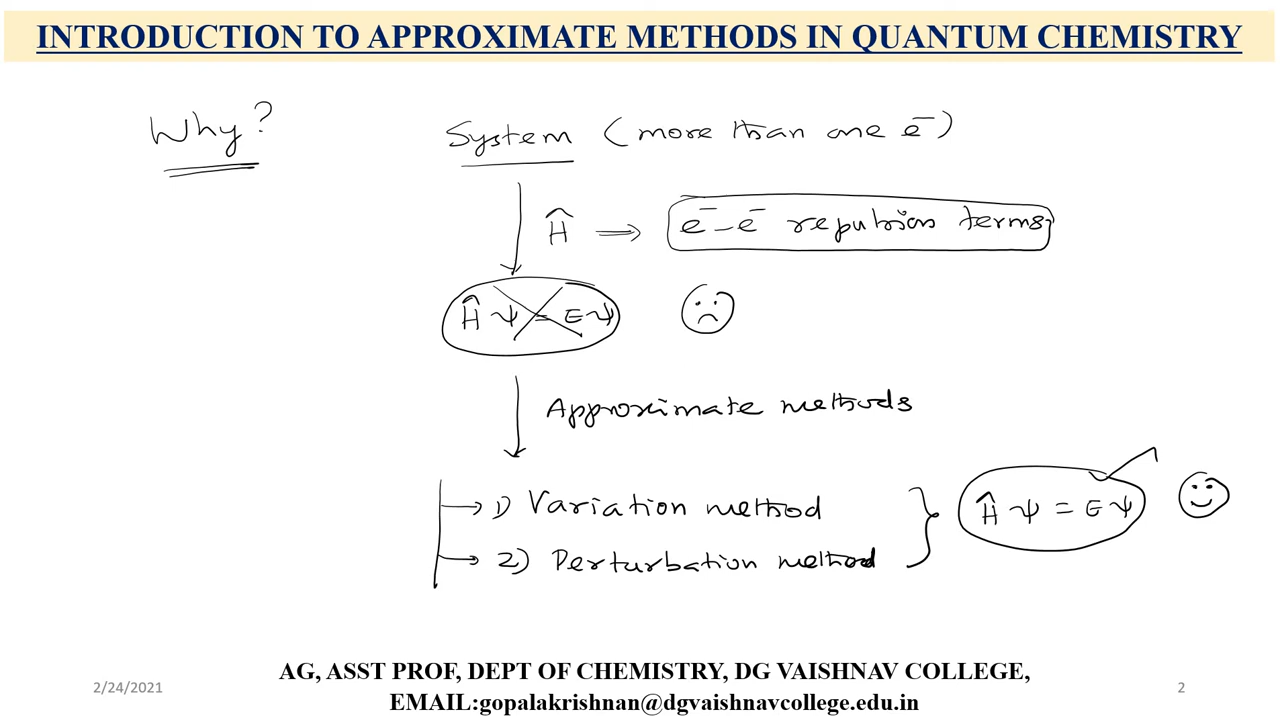 INTRODUCTION TO APPROXIMATE METHODS IN QUANTUM CHEMISTRY
Why?
System (more than one e⁻)
Ĥ ⇒ e⁻-e⁻ repulsion terms
Ĥψ = Eψ
Approximate methods
1) Variation method
2) Perturbation method
Ĥψ = Eψ
2/24/2021
AG, ASST PROF, DEPT OF CHEMISTRY, DG VAISHNAV COLLEGE,
EMAIL:gopalakrishnan@dgvaishnavcollege.edu.in
2